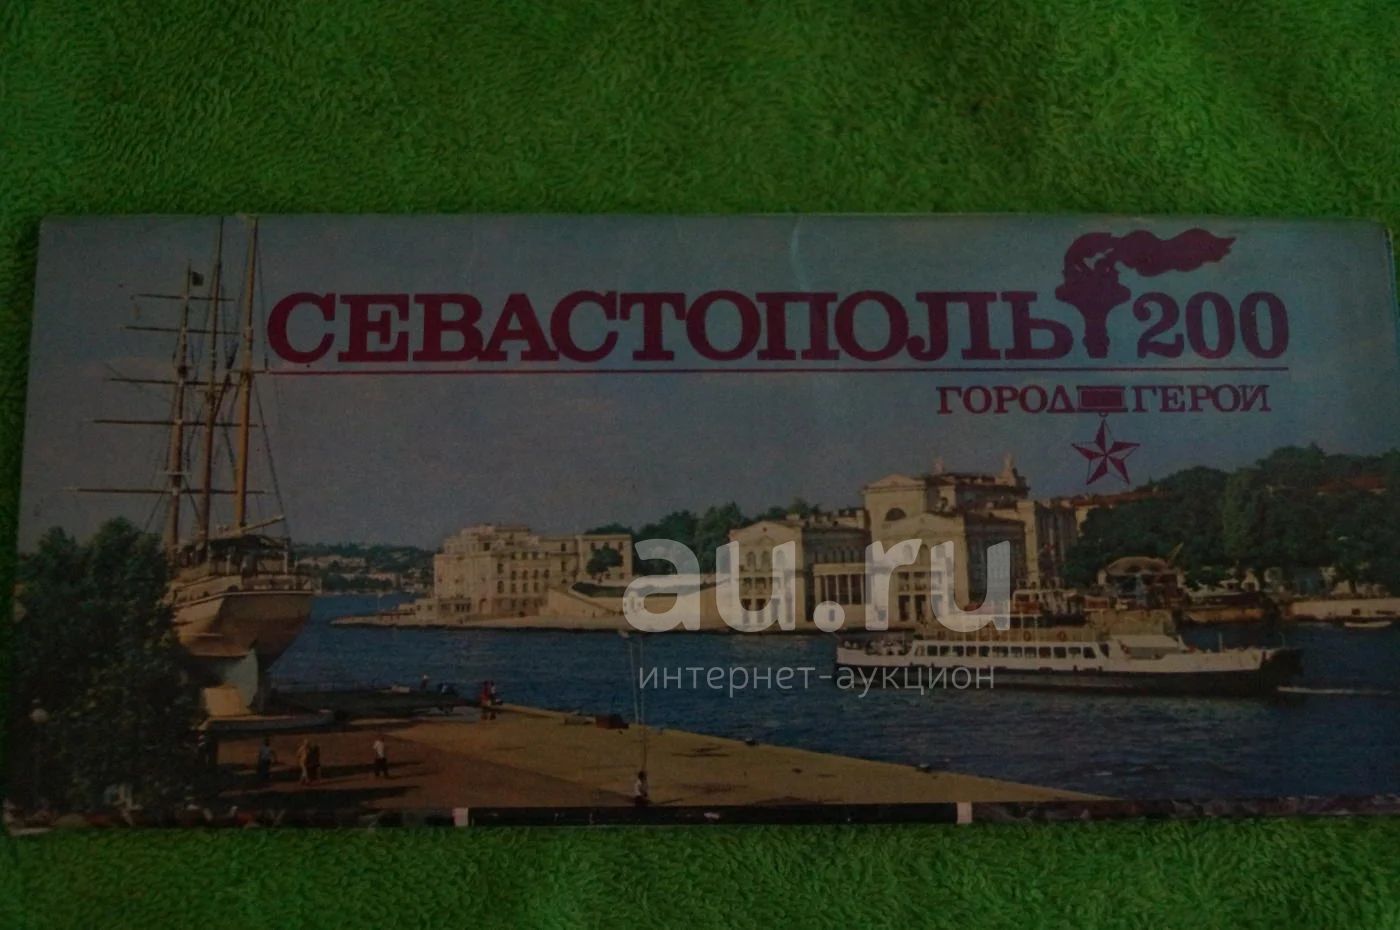 СЕВАСТОПОЛЬ 200
ГОРОД ГЕРОЙ
au.ru
интернет-аукцион